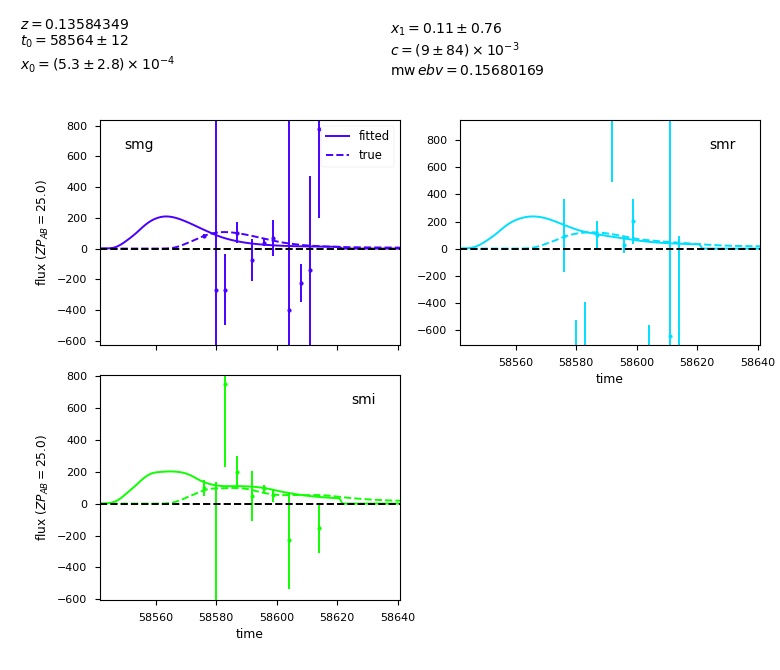 z = 0.13584349
t₀ = 58564 ± 12
x₀ = (5.3 ± 2.8) × 10⁻⁴
x₁ = 0.11 ± 0.76
c = (9 ± 84) × 10⁻³
mw ebv = 0.15680169
smg
fitted
true
800
600
400
200
0
−200
−400
−600
flux (ZP_AB = 25.0)
smr
800
600
400
200
0
−200
−400
−600
58560 58580 58600 58620 58640
time
smi
800
600
400
200
0
−200
−400
−600
flux (ZP_AB = 25.0)
58560 58580 58600 58620 58640
time